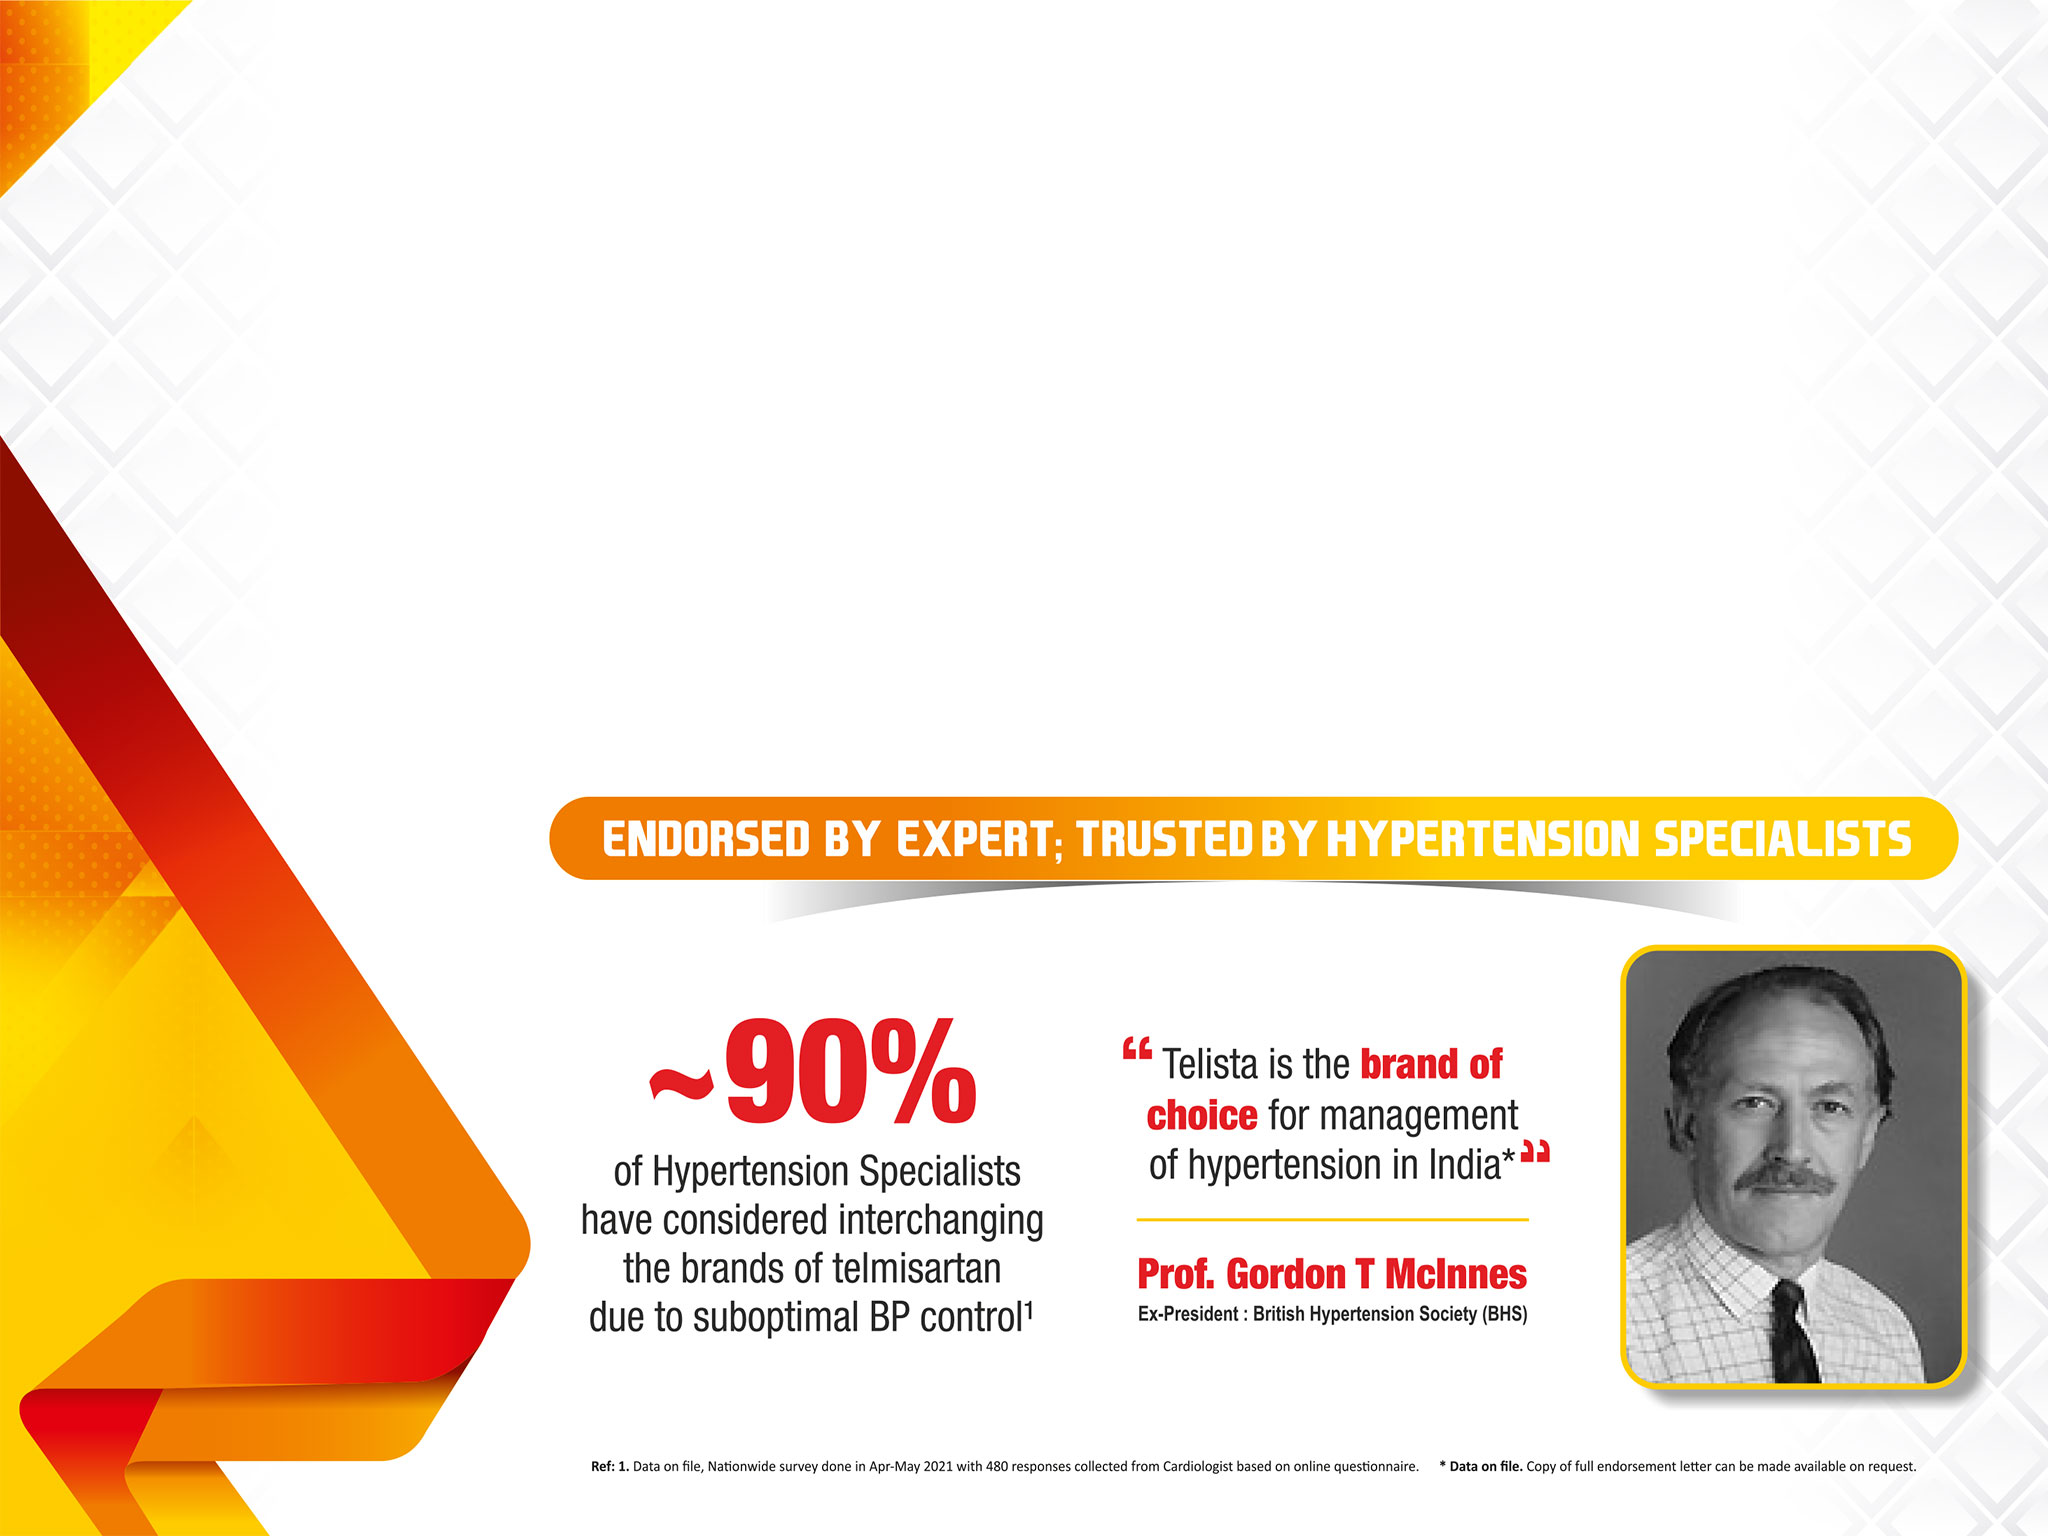 ENDORSED BY EXPERT; TRUSTED BY HYPERTENSION SPECIALISTS
~90%
of Hypertension Specialists
have considered interchanging
the brands of telmisartan
due to suboptimal BP control¹
“ Telista is the brand of
choice for management
of hypertension in India* ”
Prof. Gordon T McInnes
Ex-President : British Hypertension Society (BHS)
Ref: 1. Data on file, Nationwide survey done in Apr-May 2021 with 480 responses collected from Cardiologist based on online questionnaire. * Data on file. Copy of full endorsement letter can be made available on request.